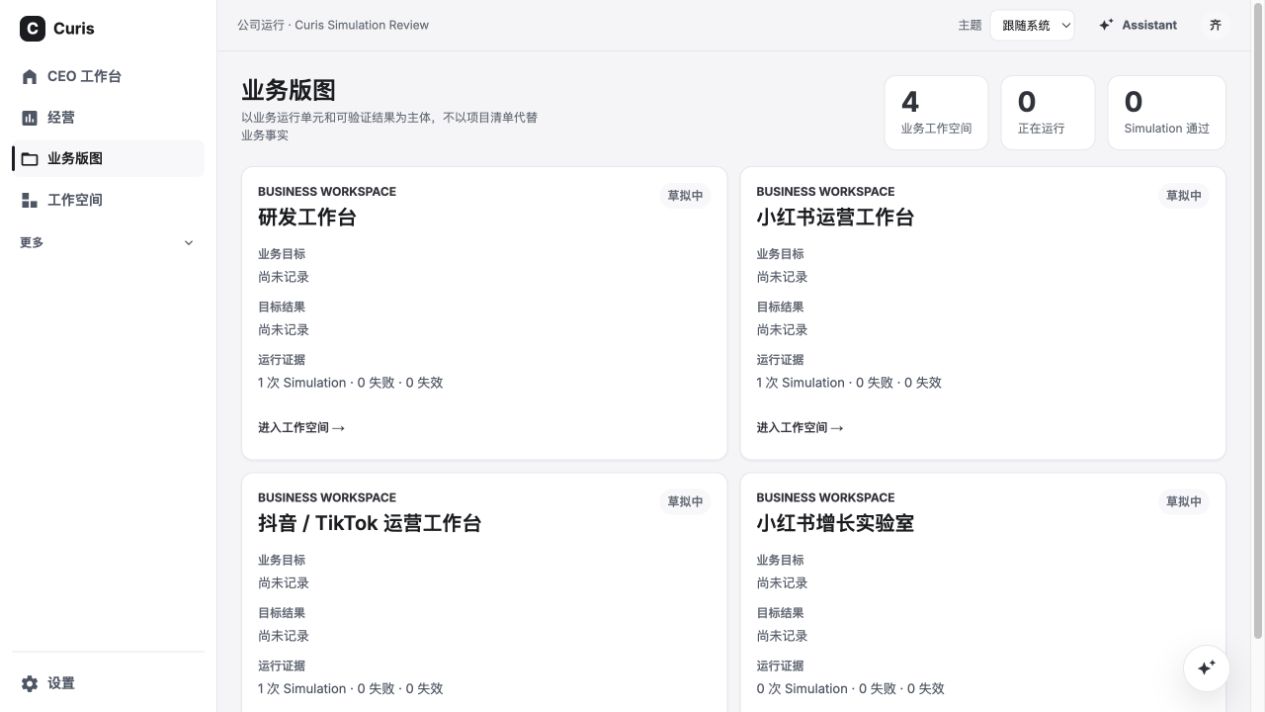 C Curis
CEO 工作台
经营
业务版图
工作空间
更多
设置
公司运行 · Curis Simulation Review
主题 跟随系统 Assistant 齐
业务版图
以业务运行单元和可验证结果为主体，不以项目清单代替
业务事实
4
业务工作空间
0
正在运行
0
Simulation 通过
BUSINESS WORKSPACE
草拟中
研发工作台
业务目标
尚未记录
目标结果
尚未记录
运行证据
1 次 Simulation · 0 失败 · 0 失效
进入工作空间 →
BUSINESS WORKSPACE
草拟中
小红书运营工作台
业务目标
尚未记录
目标结果
尚未记录
运行证据
1 次 Simulation · 0 失败 · 0 失效
进入工作空间 →
BUSINESS WORKSPACE
草拟中
抖音 / TikTok 运营工作台
业务目标
尚未记录
目标结果
尚未记录
运行证据
1 次 Simulation · 0 失败 · 0 失效
BUSINESS WORKSPACE
草拟中
小红书增长实验室
业务目标
尚未记录
目标结果
尚未记录
运行证据
0 次 Simulation · 0 失败 · 0 失效